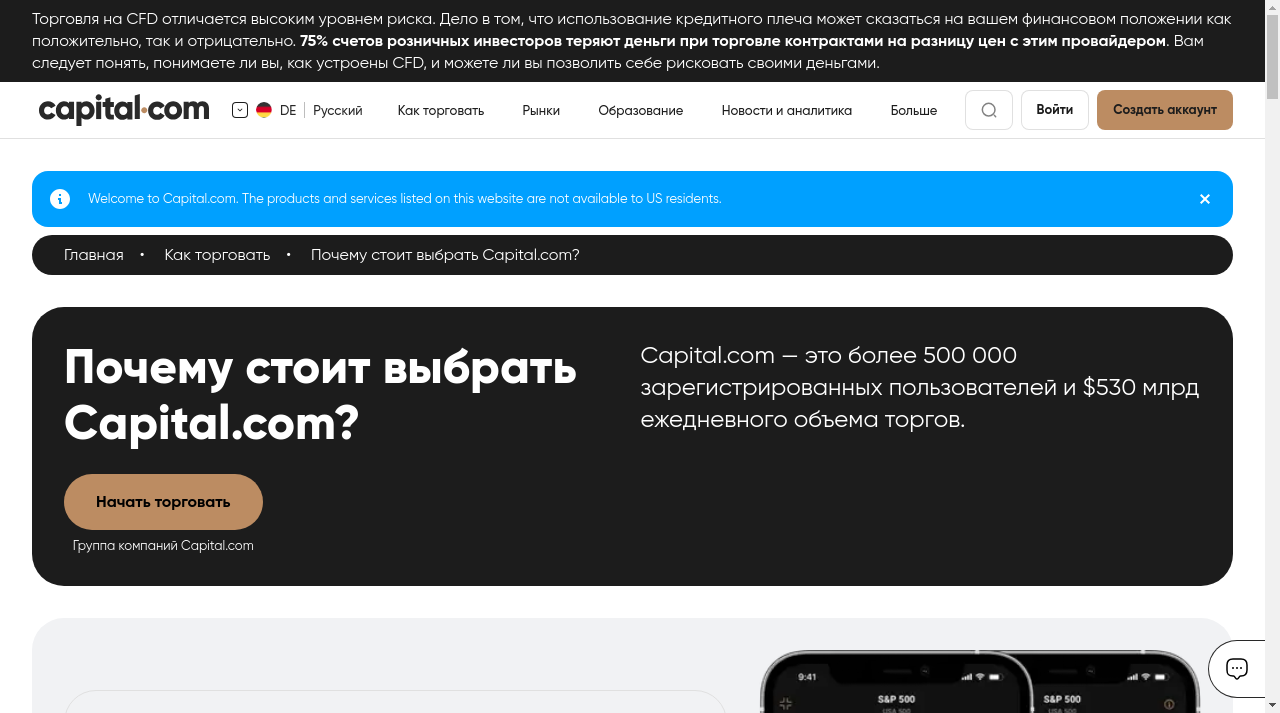 Торговля на CFD отличается высоким уровнем риска. Дело в том, что использование кредитного плеча может сказаться на вашем финансовом положении как
положительно, так и отрицательно. 75% счетов розничных инвесторов теряют деньги при торговле контрактами на разницу цен с этим провайдером. Вам
следует понять, понимаете ли вы, как устроены CFD, и можете ли вы позволить себе рисковать своими деньгами.
capital.com DE Русский Как торговать Рынки Образование Новости и аналитика Больше Войти Создать аккаунт
Welcome to Capital.com. The products and services listed on this website are not available to US residents.
Главная • Как торговать • Почему стоит выбрать Capital.com?
Почему стоит выбрать
Capital.com?
Capital.com — это более 500 000
зарегистрированных пользователей и $530 млрд
ежедневного объема торгов.
Начать торговать
Группа компаний Capital.com
9:41
S&P 500 S&P 500
USA 500 USA 500